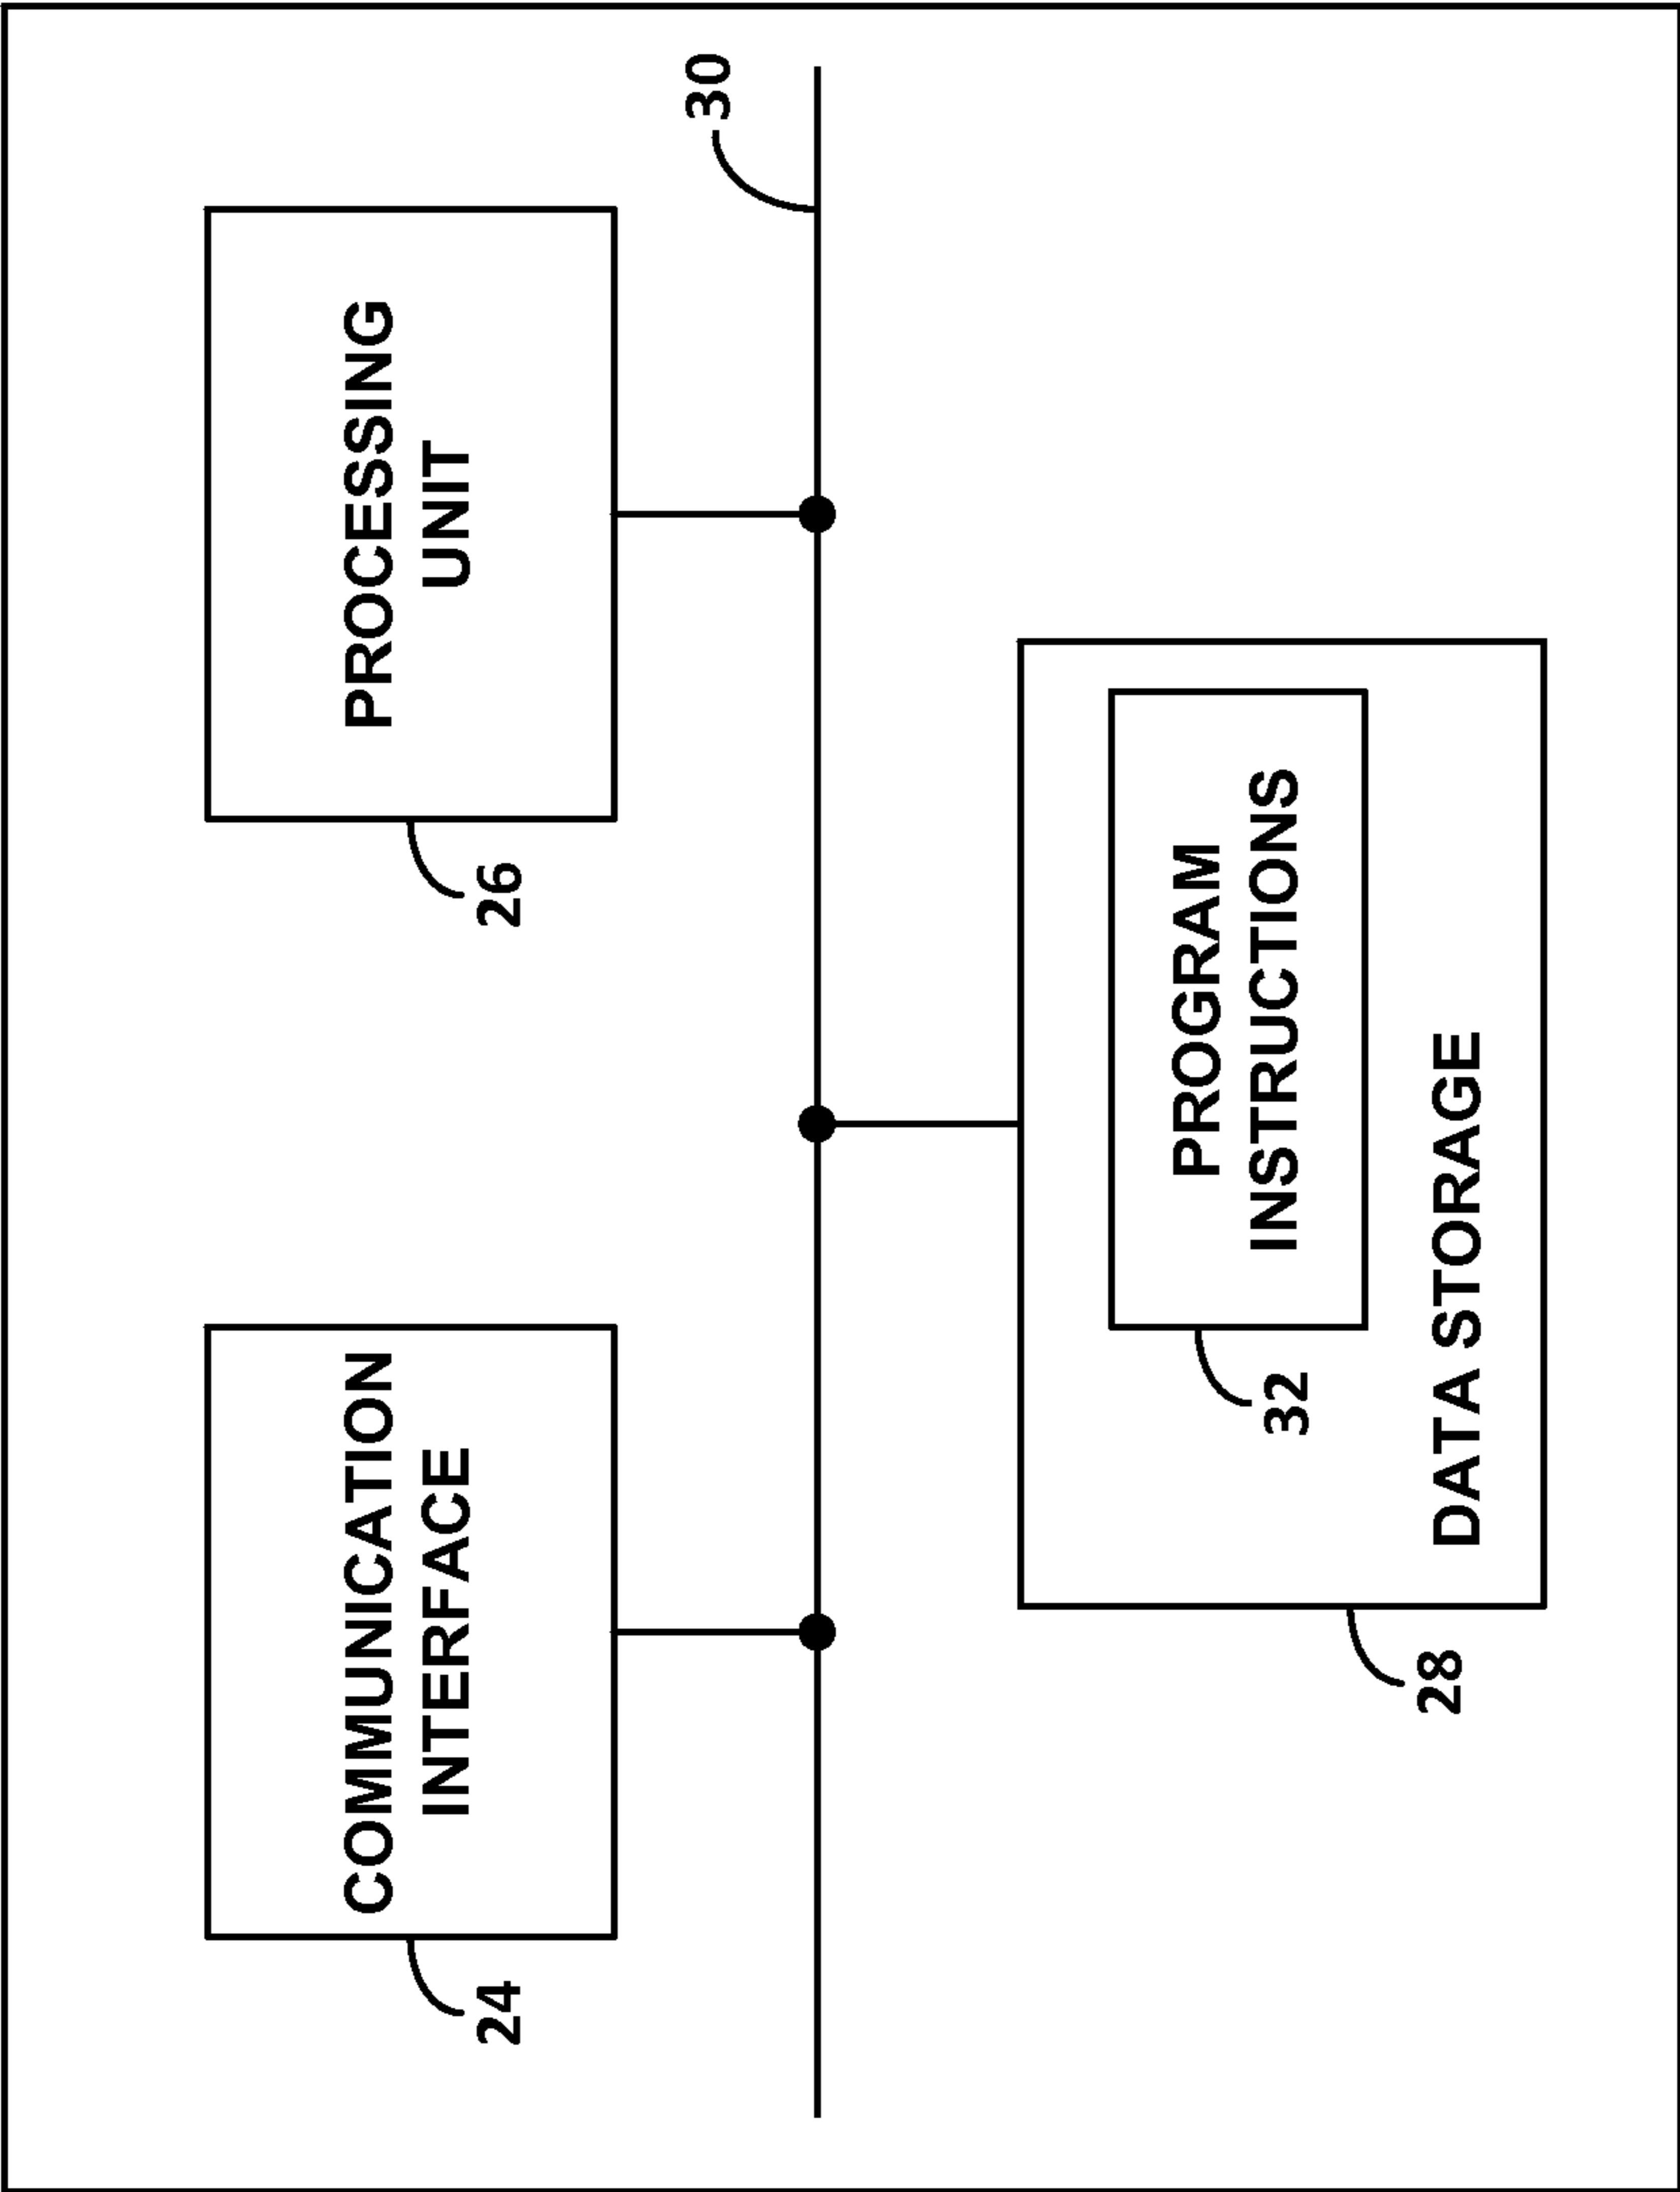 COMMUNICATION
INTERFACE
24
PROCESSING
UNIT
26
30
PROGRAM
INSTRUCTIONS
32
DATA STORAGE
28